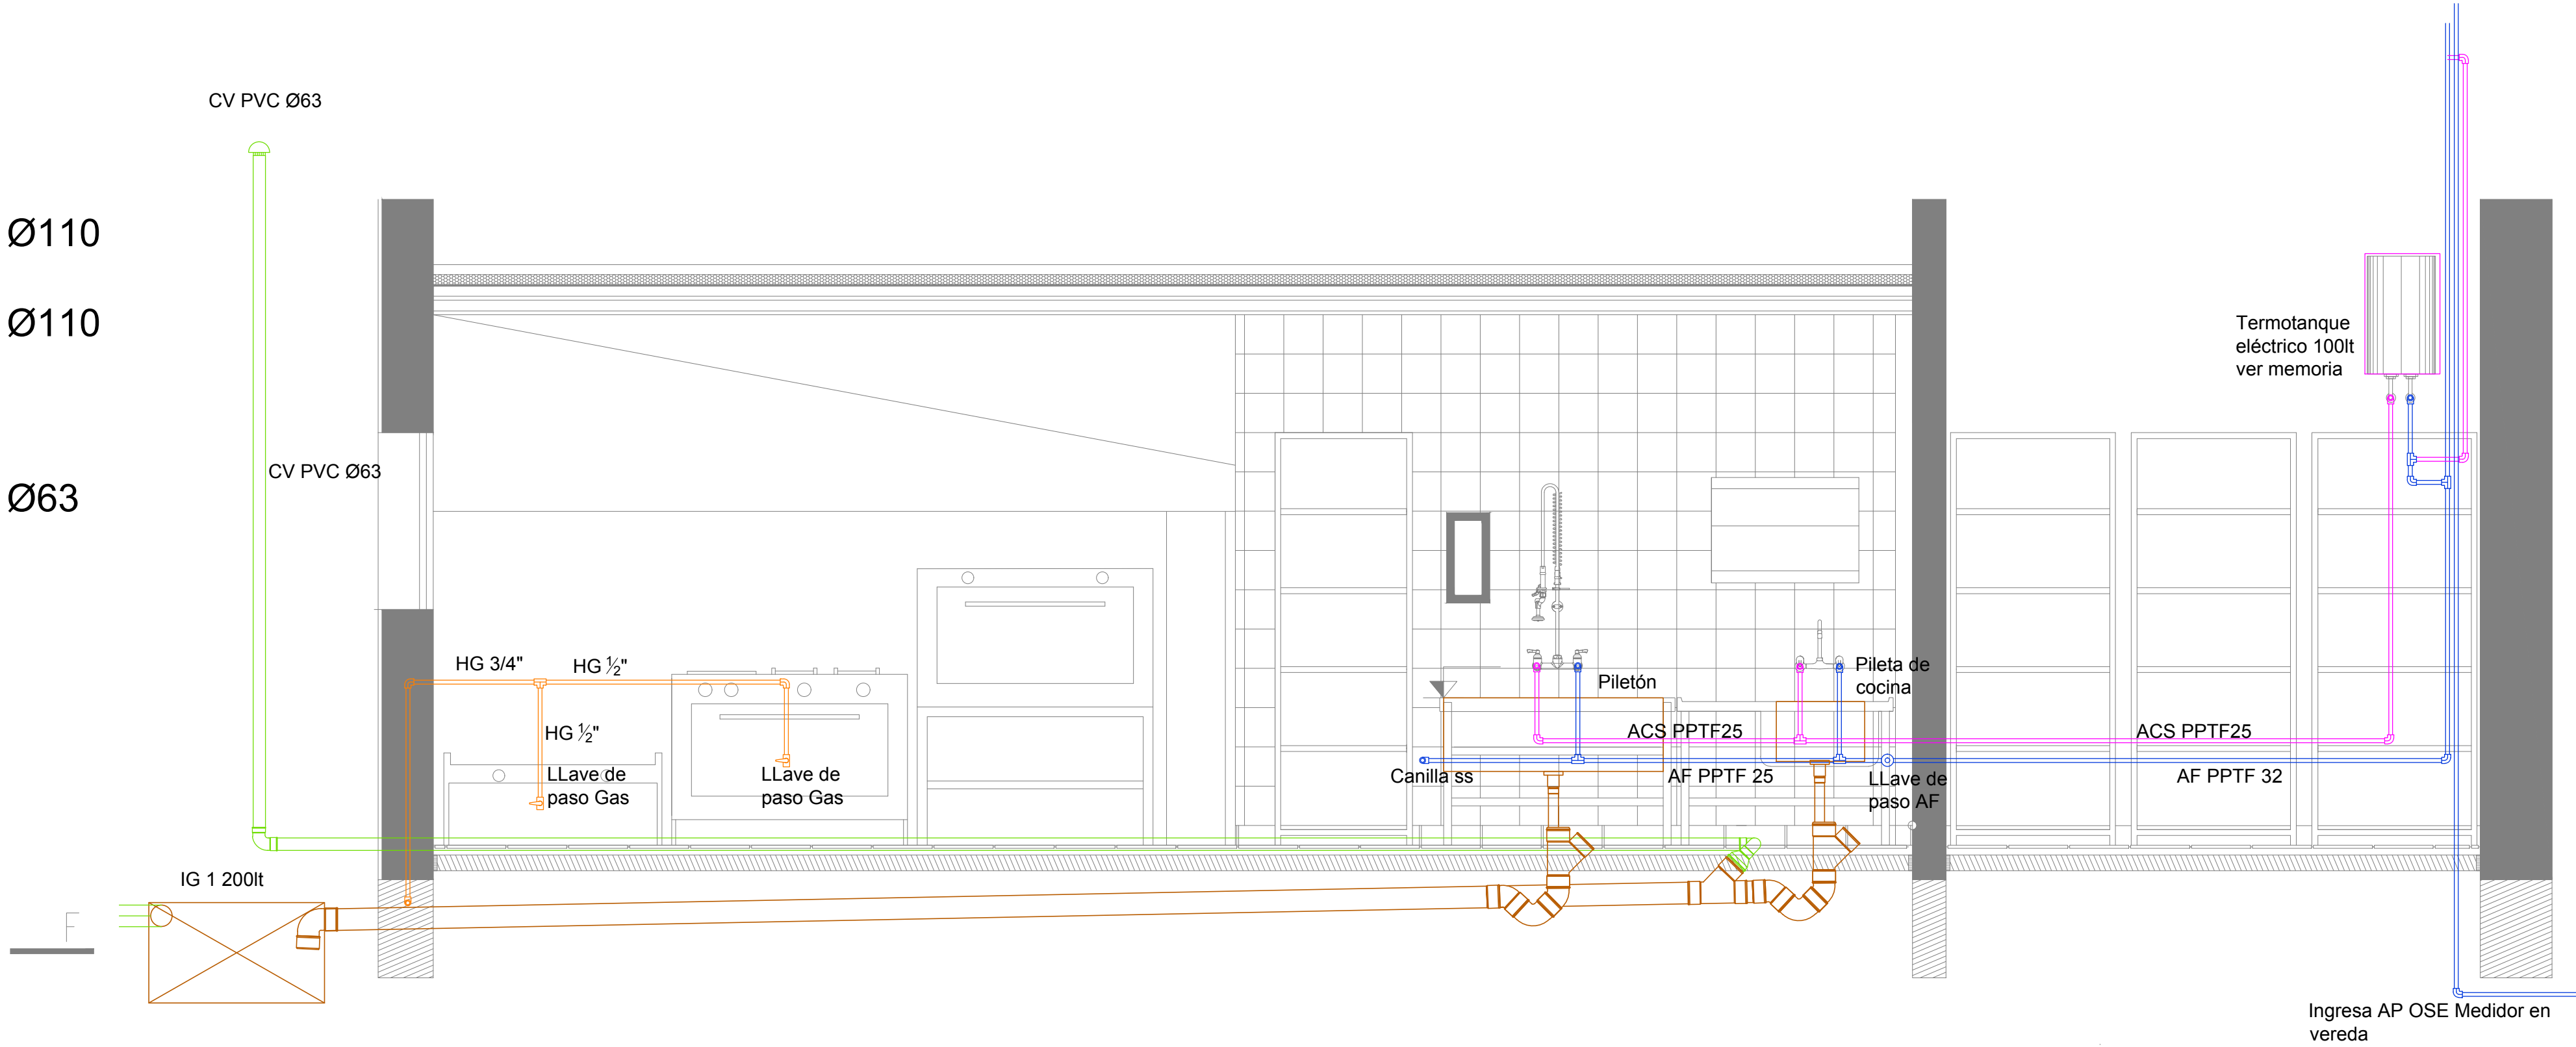 CV PVC Ø63
Ø110
Ø110
Termotanque
eléctrico 100lt
ver memoria
CV PVC Ø63
Ø63
HG 3/4"
HG ½"
Piletón
Pileta de
cocina
HG ½"
ACS PPTF25
ACS PPTF25
LLave de
paso Gas
LLave de
paso Gas
Canilla ss
AF PPTF 25
LLave de
paso AF
AF PPTF 32
IG 1 200lt
F
Ingresa AP OSE Medidor en
vereda